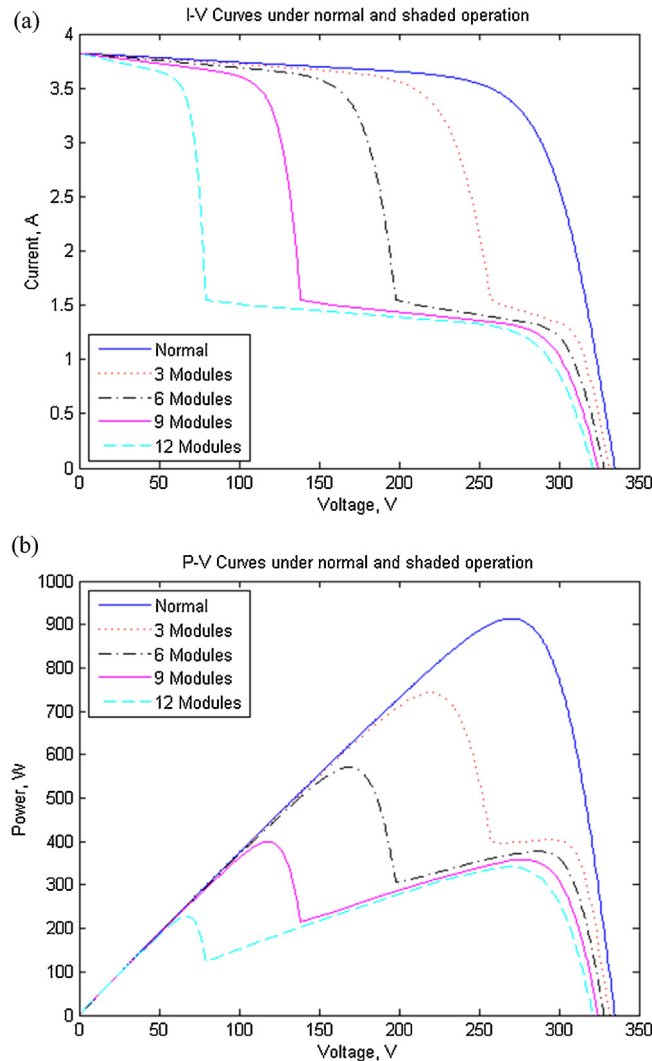 (a)
I-V Curves under normal and shaded operation
4
3.5
3
2.5
2
1.5
1
0.5
0
Current, A
Normal
3 Modules
6 Modules
9 Modules
12 Modules
0 50 100 150 200 250 300 350
Voltage, V
(b)
P-V Curves under normal and shaded operation
1000
900
800
700
600
500
400
300
200
100
0
Power, W
Normal
3 Modules
6 Modules
9 Modules
12 Modules
0 50 100 150 200 250 300 350
Voltage, V